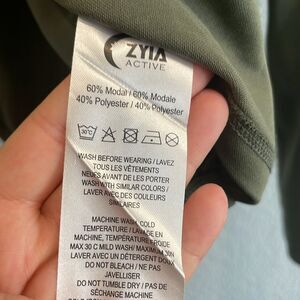 ZYIA
ACTIVE
60% Modal / 60% Modale
40% Polyester / 40% Polyester
30°C
WASH BEFORE WEARING / LAVEZ
TOUS LES VÊTEMENTS
NEUFS AVANT DE LES PORTER
WASH WITH SIMILAR COLORS /
LAVER AVEC DES COULEURS
SIMILAIRES
MACHINE WASH COLD
TEMPERATURE / LAVAGE EN
MACHINE, TEMPÉRATURE FROIDE
MAX 30 C MILD WASH / MAXIMUM 30N
LAVER AVEC UN DÉTERGENT DOUX
DO NOT BLEACH / NE PAS
JAVELLISER
DO NOT TUMBLE DRY / PAS DE
SÉCHAGE MACHINE